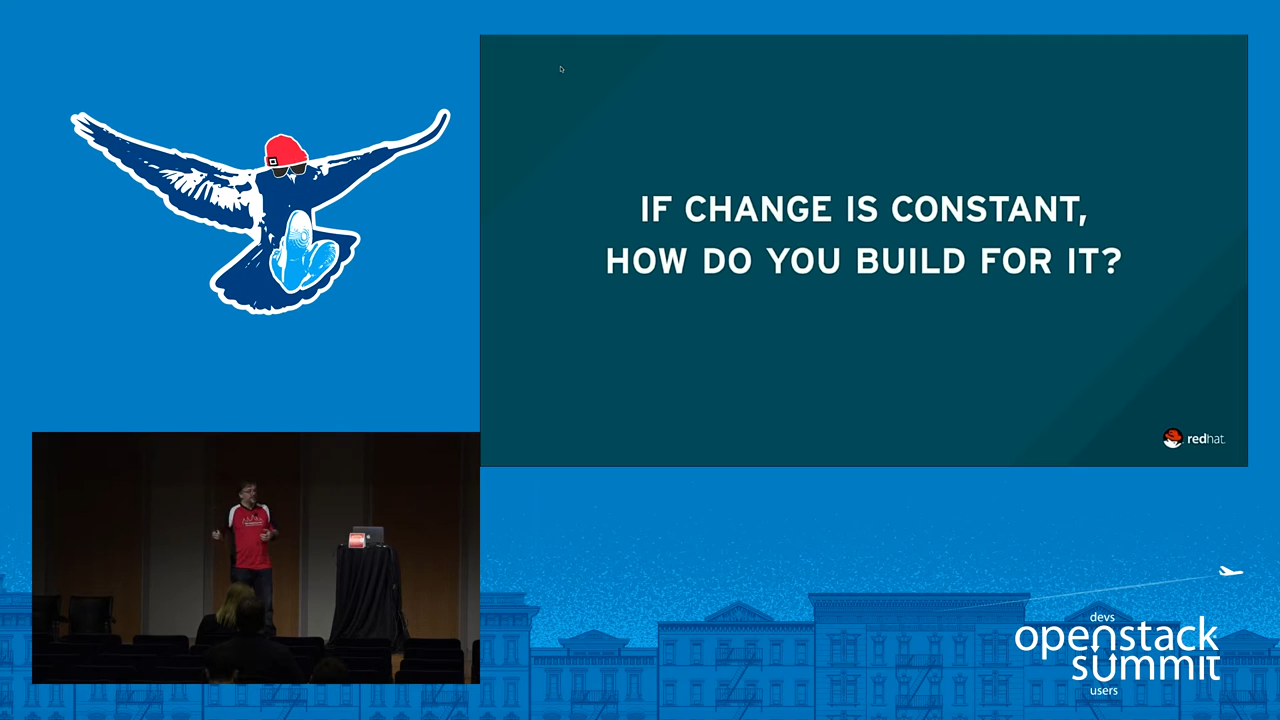 IF CHANGE IS CONSTANT,
HOW DO YOU BUILD FOR IT?
redhat.
devs
openstack
summit
users